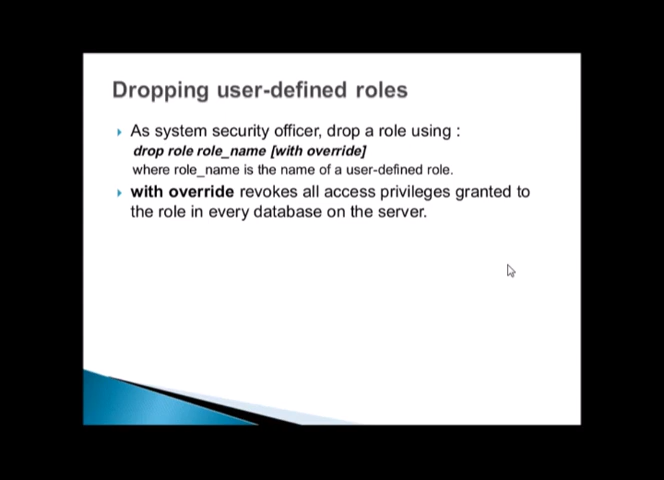 Dropping user-defined roles
As system security officer, drop a role using :
drop role role_name [with override]
where role_name is the name of a user-defined role.
with override revokes all access privileges granted to
the role in every database on the server.